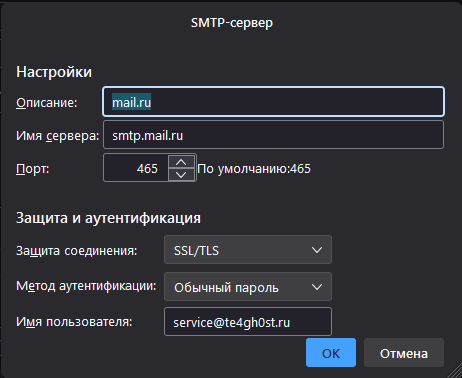 SMTP-сервер
Настройки
Описание: mail.ru
Имя сервера: smtp.mail.ru
Порт: 465 По умолчанию:465
Защита и аутентификация
Защита соединения: SSL/TLS
Метод аутентификации: Обычный пароль
Имя пользователя: service@te4gh0st.ru
OK Отмена